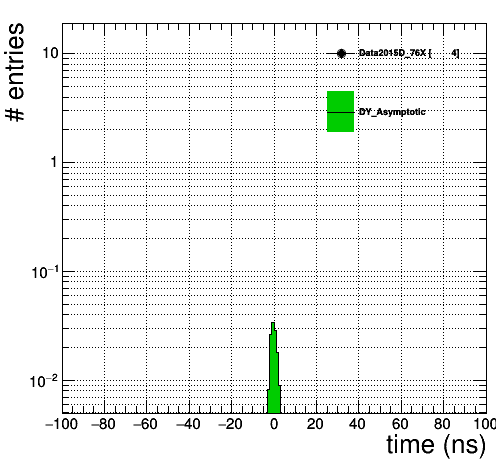 # entries
10
Data2015D_76X [ 4]
DY_Asymptotic
1
10⁻¹
10⁻²
−100 −80 −60 −40 −20 0 20 40 60 80 100
time (ns)